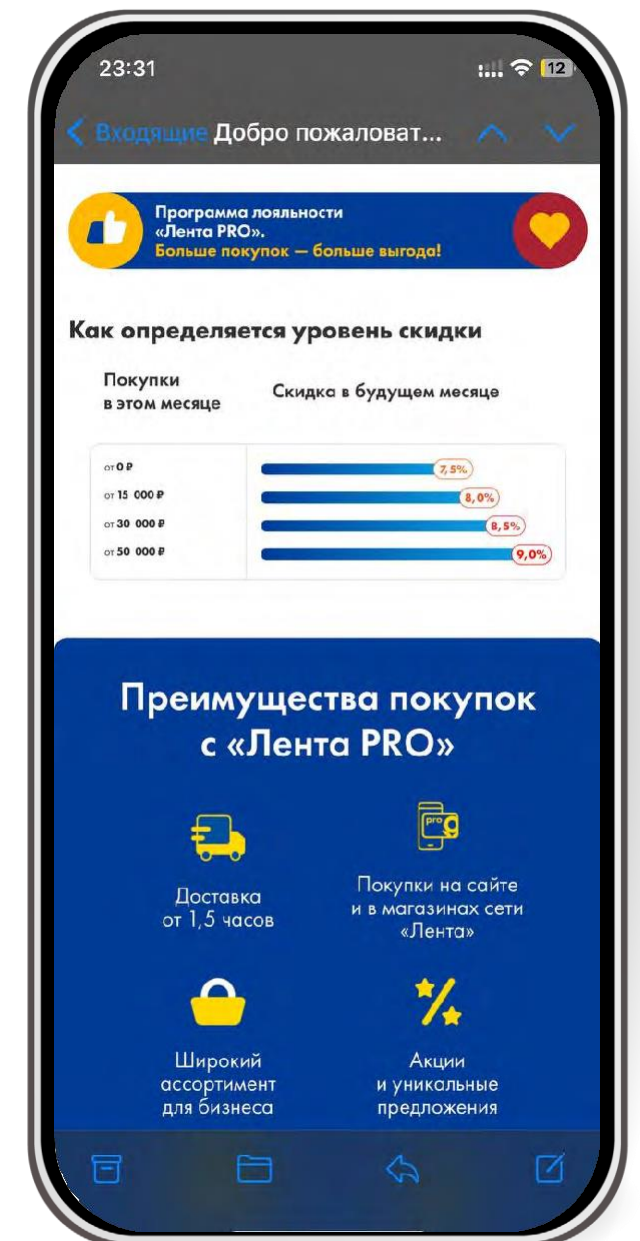 23:31
12
Входящие Добро пожаловат...
Программа лояльности
«Лента PRO».
Больше покупок — больше выгода!
Как определяется уровень скидки
Покупки
в этом месяце
Скидка в будущем месяце
от 0 ₽
7,5%
от 15 000 ₽
8,0%
от 30 000 ₽
8,5%
от 50 000 ₽
9,0%
Преимущества покупок
с «Лента PRO»
Доставка
от 1,5 часов
pro
Покупки на сайте
и в магазинах сети
«Лента»
Широкий
ассортимент
для бизнеса
Акции
и уникальные
предложения